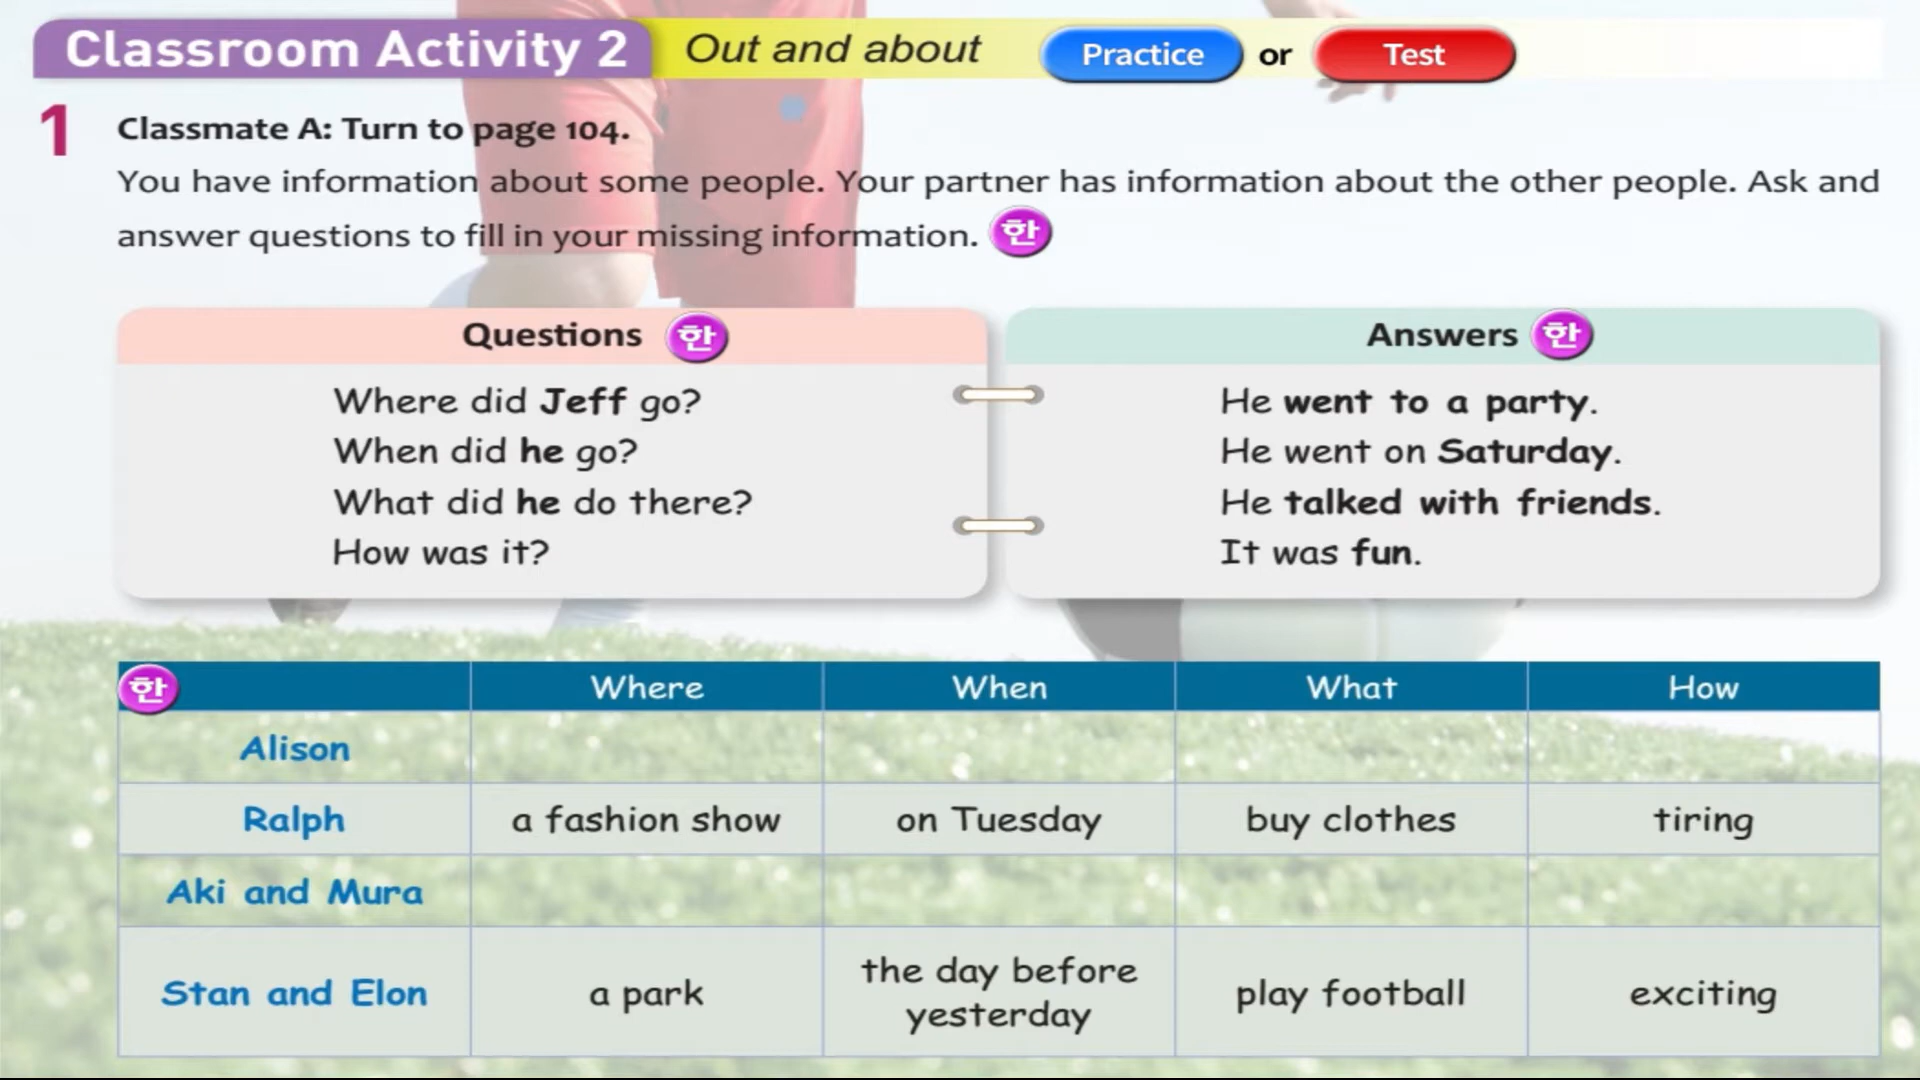 Classroom Activity 2 Out and about Practice or Test
1 Classmate A: Turn to page 104.
You have information about some people. Your partner has information about the other people. Ask and
answer questions to fill in your missing information. 한
Questions 한
Where did Jeff go?
When did he go?
What did he do there?
How was it?
Answers 한
He went to a party.
He went on Saturday.
He talked with friends.
It was fun.
한 Where When What How
Alison
Ralph a fashion show on Tuesday buy clothes tiring
Aki and Mura
Stan and Elon a park the day before yesterday play football exciting